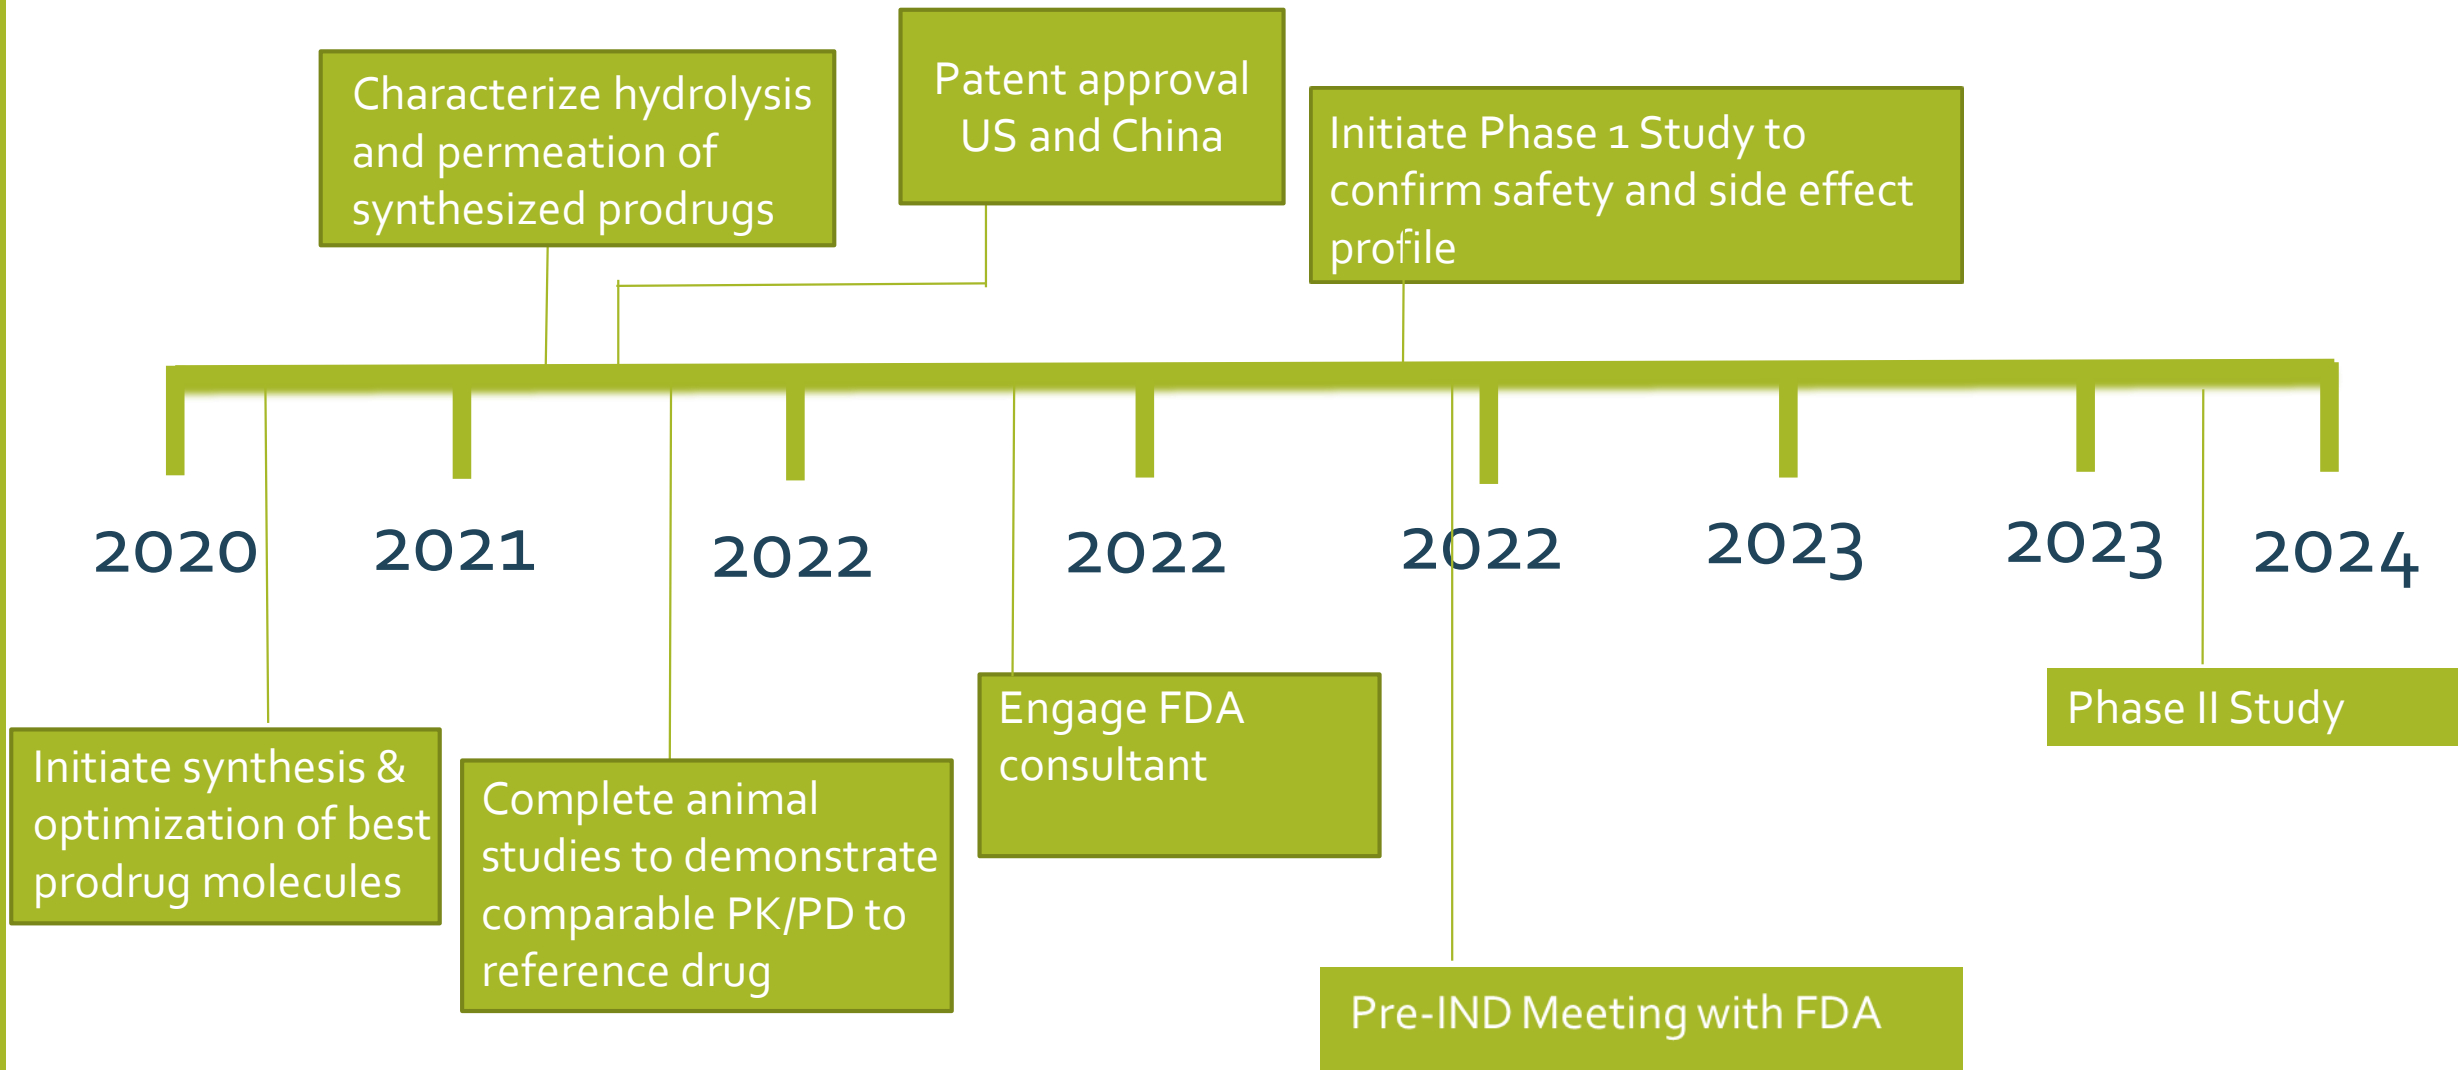 Characterize hydrolysis
and permeation of
synthesized prodrugs
Patent approval
US and China
Initiate Phase 1 Study to
confirm safety and side effect
profile
2020
2021
2022
2022
2022
2023
2023
2024
Initiate synthesis &
optimization of best
prodrug molecules
Complete animal
studies to demonstrate
comparable PK/PD to
reference drug
Engage FDA
consultant
Pre-IND Meeting with FDA
Phase II Study